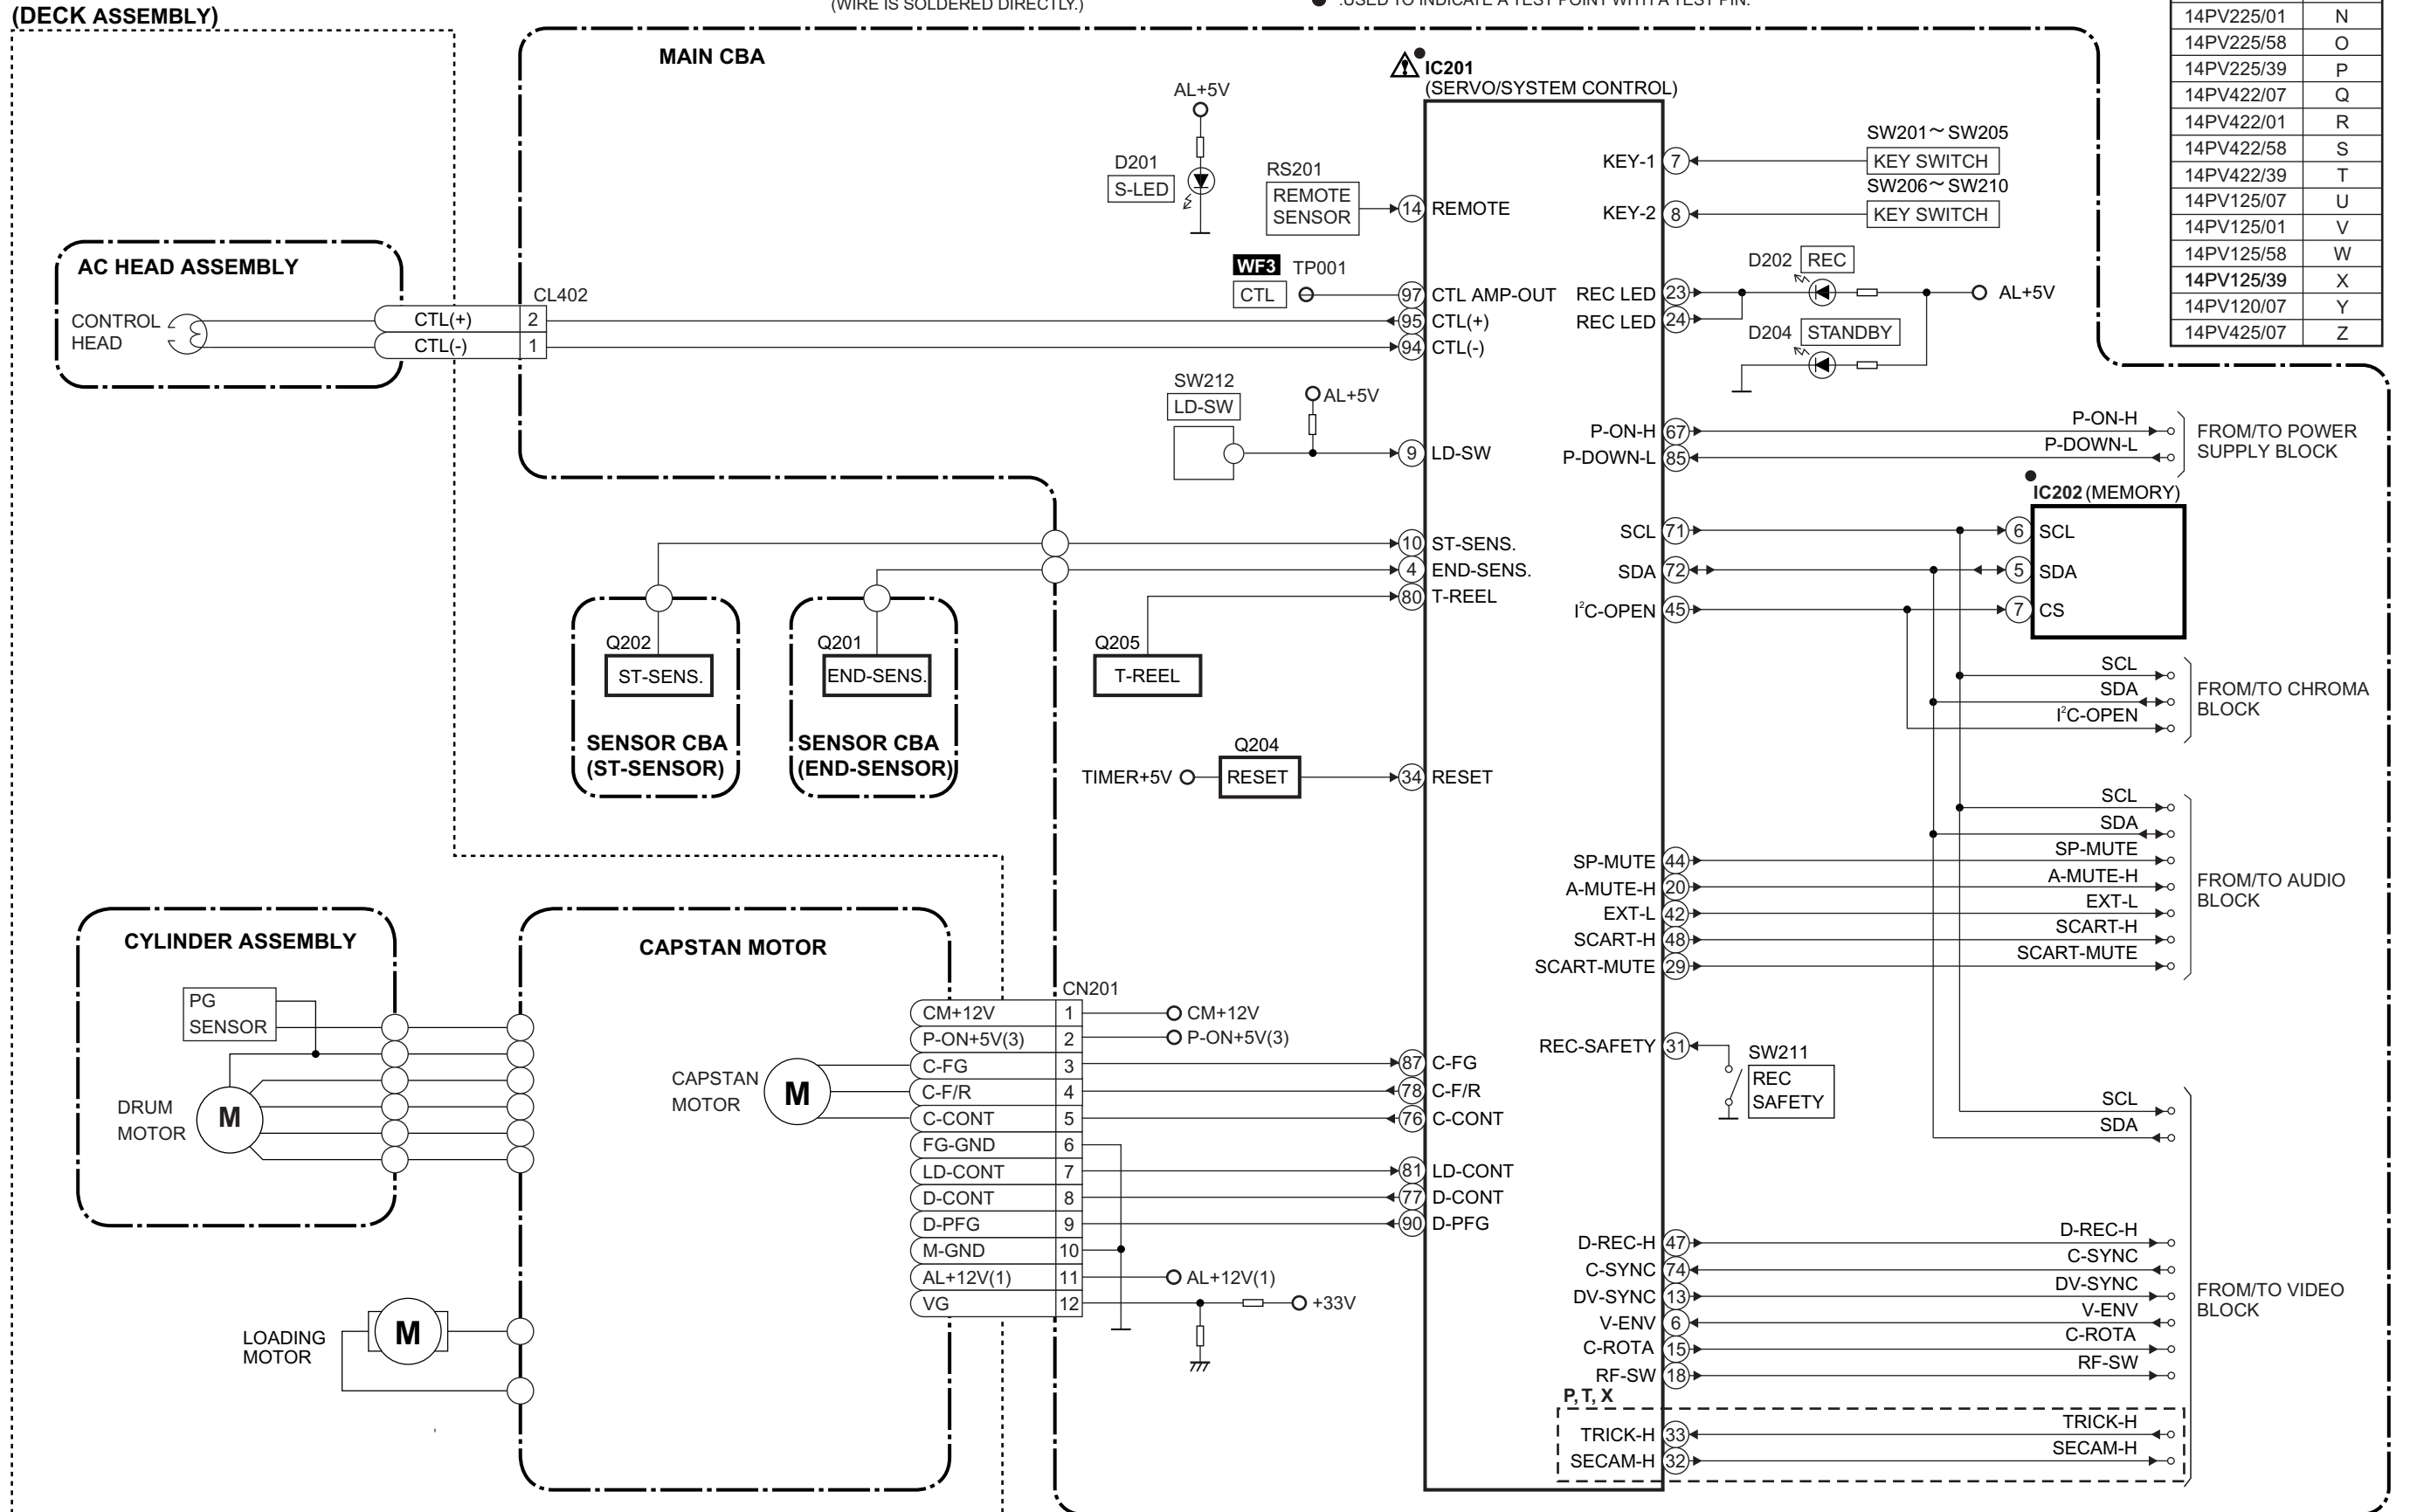 (DECK ASSEMBLY)
(WIRE IS SOLDERED DIRECTLY.)
:USED TO INDICATE A TEST POINT WITH A TEST PIN.
14PV225/01 N
14PV225/58 O
14PV225/39 P
14PV422/07 Q
14PV422/01 R
14PV422/58 S
14PV422/39 T
14PV125/07 U
14PV125/01 V
14PV125/58 W
14PV125/39 X
14PV120/07 Y
14PV425/07 Z
MAIN CBA
IC201
(SERVO/SYSTEM CONTROL)
AL+5V
D201
S-LED
RS201
REMOTE
SENSOR
14 REMOTE
KEY-1 7
SW201~SW205
KEY SWITCH
KEY-2 8
SW206~SW210
KEY SWITCH
AC HEAD ASSEMBLY
CONTROL
HEAD
CL402
CTL(+) 2
CTL(-) 1
WF3 TP001
CTL
97 CTL AMP-OUT
95 CTL(+)
94 CTL(-)
REC LED 23
REC LED 24
D202 REC
AL+5V
D204 STANDBY
SW212
LD-SW
AL+5V
9 LD-SW
P-ON-H 67
P-DOWN-L 85
P-ON-H
P-DOWN-L
FROM/TO POWER
SUPPLY BLOCK
IC202 (MEMORY)
10 ST-SENS.
4 END-SENS.
80 T-REEL
SCL 71
SDA 72
I²C-OPEN 45
6 SCL
5 SDA
7 CS
Q202
ST-SENS.
SENSOR CBA
(ST-SENSOR)
Q201
END-SENS.
SENSOR CBA
(END-SENSOR)
Q205
T-REEL
SCL
SDA
I²C-OPEN
FROM/TO CHROMA
BLOCK
TIMER+5V
Q204
RESET
34 RESET
SP-MUTE 44
A-MUTE-H 20
EXT-L 42
SCART-H 48
SCART-MUTE 29
SCL
SDA
SP-MUTE
A-MUTE-H
EXT-L
SCART-H
SCART-MUTE
FROM/TO AUDIO
BLOCK
CYLINDER ASSEMBLY
PG
SENSOR
DRUM
MOTOR
M
CAPSTAN MOTOR
CAPSTAN
MOTOR
M
LOADING
MOTOR
M
CN201
CM+12V 1 CM+12V
P-ON+5V(3) 2 P-ON+5V(3)
C-FG 3
C-F/R 4
C-CONT 5
FG-GND 6
LD-CONT 7
D-CONT 8
D-PFG 9
M-GND 10
AL+12V(1) 11 AL+12V(1)
VG 12 +33V
87 C-FG
78 C-F/R
76 C-CONT
81 LD-CONT
77 D-CONT
90 D-PFG
REC-SAFETY 31
SW211
REC
SAFETY
SCL
SDA
D-REC-H 47
C-SYNC 74
DV-SYNC 13
V-ENV 6
C-ROTA 15
RF-SW 18
P, T, X
TRICK-H 33
SECAM-H 32
D-REC-H
C-SYNC
DV-SYNC
V-ENV
C-ROTA
RF-SW
TRICK-H
SECAM-H
FROM/TO VIDEO
BLOCK